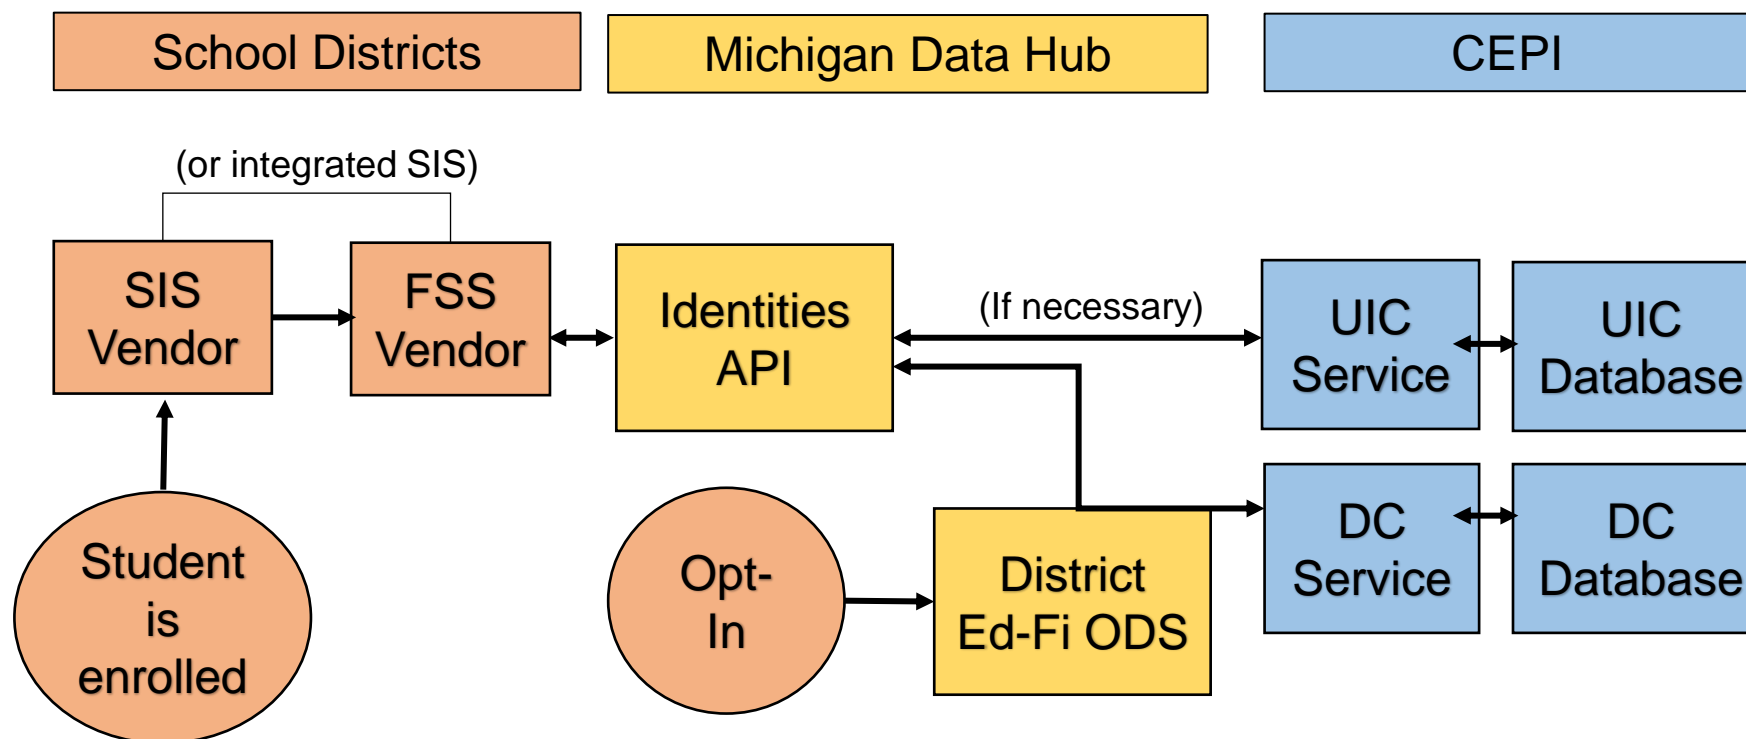 School Districts
Michigan Data Hub
CEPI
(or integrated SIS)
SIS
Vendor
FSS
Vendor
Identities
API
(If necessary)
UIC
Service
UIC
Database
Student
is
enrolled
Opt-
In
District
Ed-Fi ODS
DC
Service
DC
Database